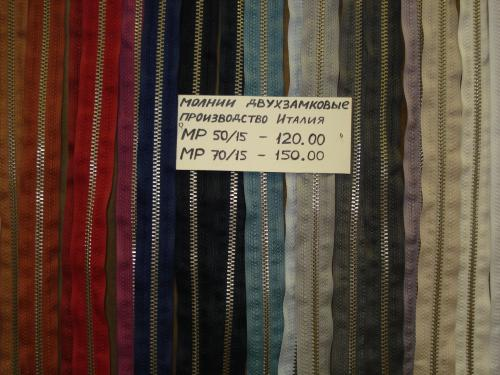 МОЛНИИ ДВУХЗАМКОВЫЕ
ПРОИЗВОДСТВО ИТАЛИЯ
"МР 50/15 – 120.00 "
МР 70/15 – 150.00